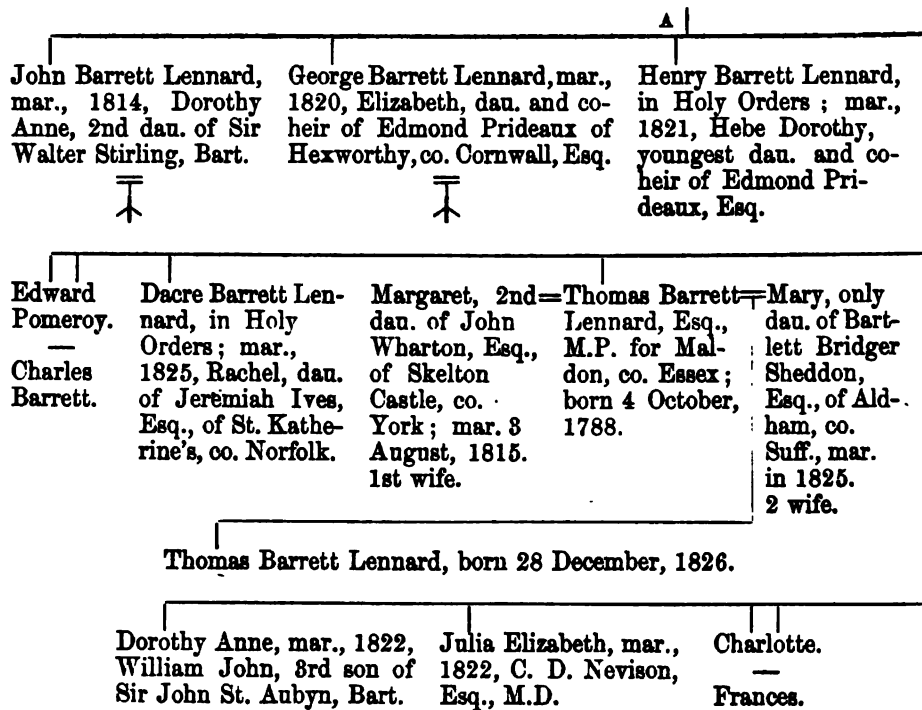 A
John Barrett Lennard,
mar., 1814, Dorothy
Anne, 2nd dau. of Sir
Walter Stirling, Bart.
George Barrett Lennard, mar.,
1820, Elizabeth, dau. and co-
heir of Edmond Prideaux of
Hexworthy, co. Cornwall, Esq.
Henry Barrett Lennard,
in Holy Orders ; mar.,
1821, Hebe Dorothy,
youngest dau. and co-
heir of Edmond Pri-
deaux, Esq.
Edward
Pomeroy.
—
Charles
Barrett.
Dacre Barrett Len-
nard, in Holy
Orders ; mar.,
1825, Rachel, dau.
of Jeremiah Ives,
Esq., of St. Kathe-
rine's, co. Norfolk.
Margaret, 2nd
dau. of John
Wharton, Esq.,
of Skelton
Castle, co.
York ; mar. 3
August, 1815.
1st wife.
=Thomas Barrett=
Lennard, Esq.,
M.P. for Mal-
don, co. Essex ;
born 4 October,
1788.
Mary, only
dau. of Bart-
lett Bridger
Sheddon,
Esq., of Ald-
ham, co.
Suff., mar.
in 1825.
2 wife.
Thomas Barrett Lennard, born 28 December, 1826.
Dorothy Anne, mar., 1822,
William John, 3rd son of
Sir John St. Aubyn, Bart.
Julia Elizabeth, mar.,
1822, C. D. Nevison,
Esq., M.D.
Charlotte.
—
Frances.